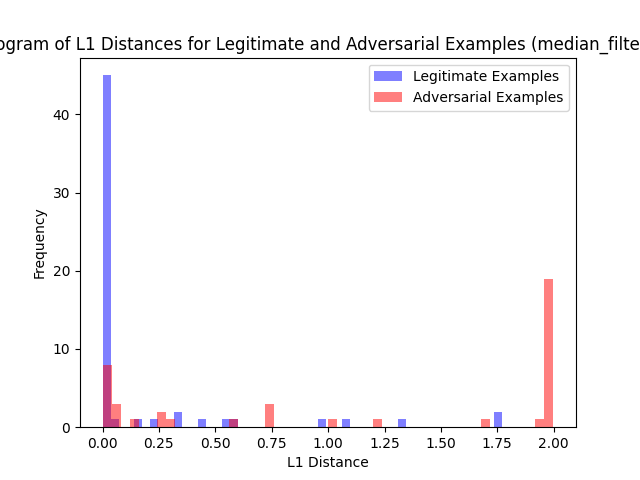 ogram of L1 Distances for Legitimate and Adversarial Examples (median_filte
Legitimate Examples
Adversarial Examples
Frequency
40
30
20
10
0
0.00 0.25 0.50 0.75 1.00 1.25 1.50 1.75 2.00
L1 Distance